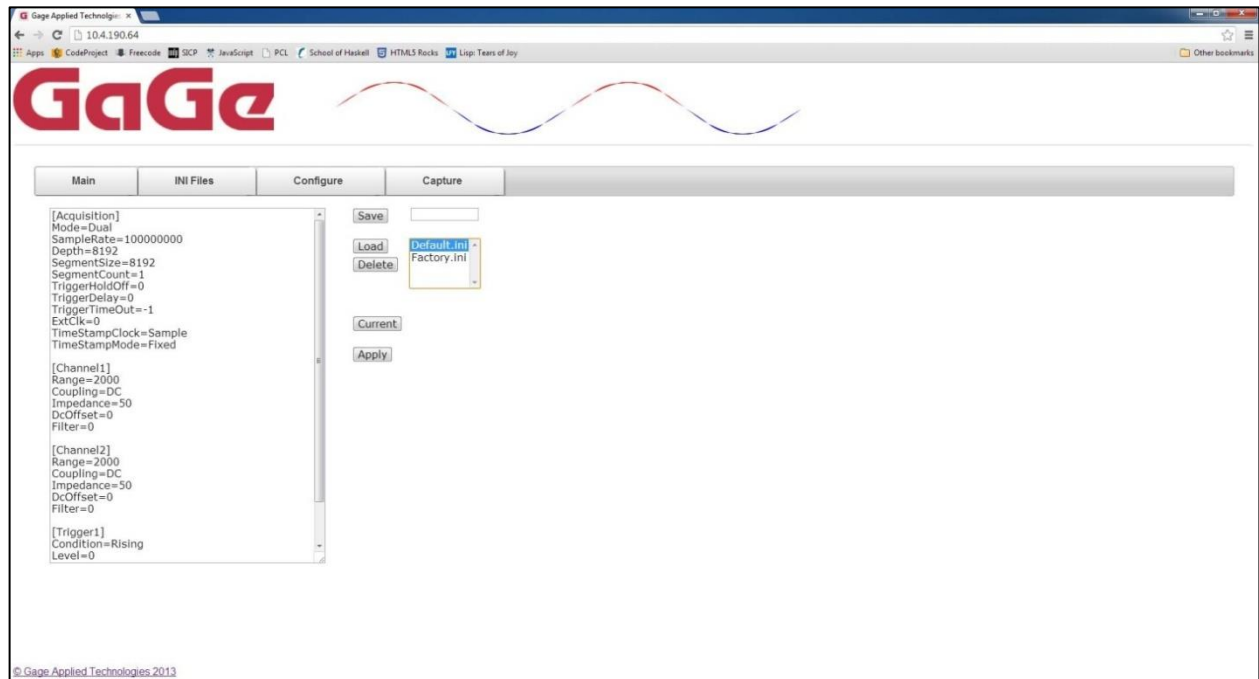 Gage Applied Technolgie
10.4.190.64
Apps CodeProject Freecode SICP JavaScript PCL School of Haskell HTML5 Rocks Lisp: Tears of Joy Other bookmarks
GaGe
Main INI Files Configure Capture
[Acquisition]
Mode=Dual
SampleRate=100000000
Depth=8192
SegmentSize=8192
SegmentCount=1
TriggerHoldOff=0
TriggerDelay=0
TriggerTimeOut=-1
ExtClk=0
TimeStampClock=Sample
TimeStampMode=Fixed
[Channel1]
Range=2000
Coupling=DC
Impedance=50
DcOffset=0
Filter=0
[Channel2]
Range=2000
Coupling=DC
Impedance=50
DcOffset=0
Filter=0
[Trigger1]
Condition=Rising
Level=0
Save
Load
Delete
Default.ini
Factory.ini
Current
Apply
© Gage Applied Technologies 2013